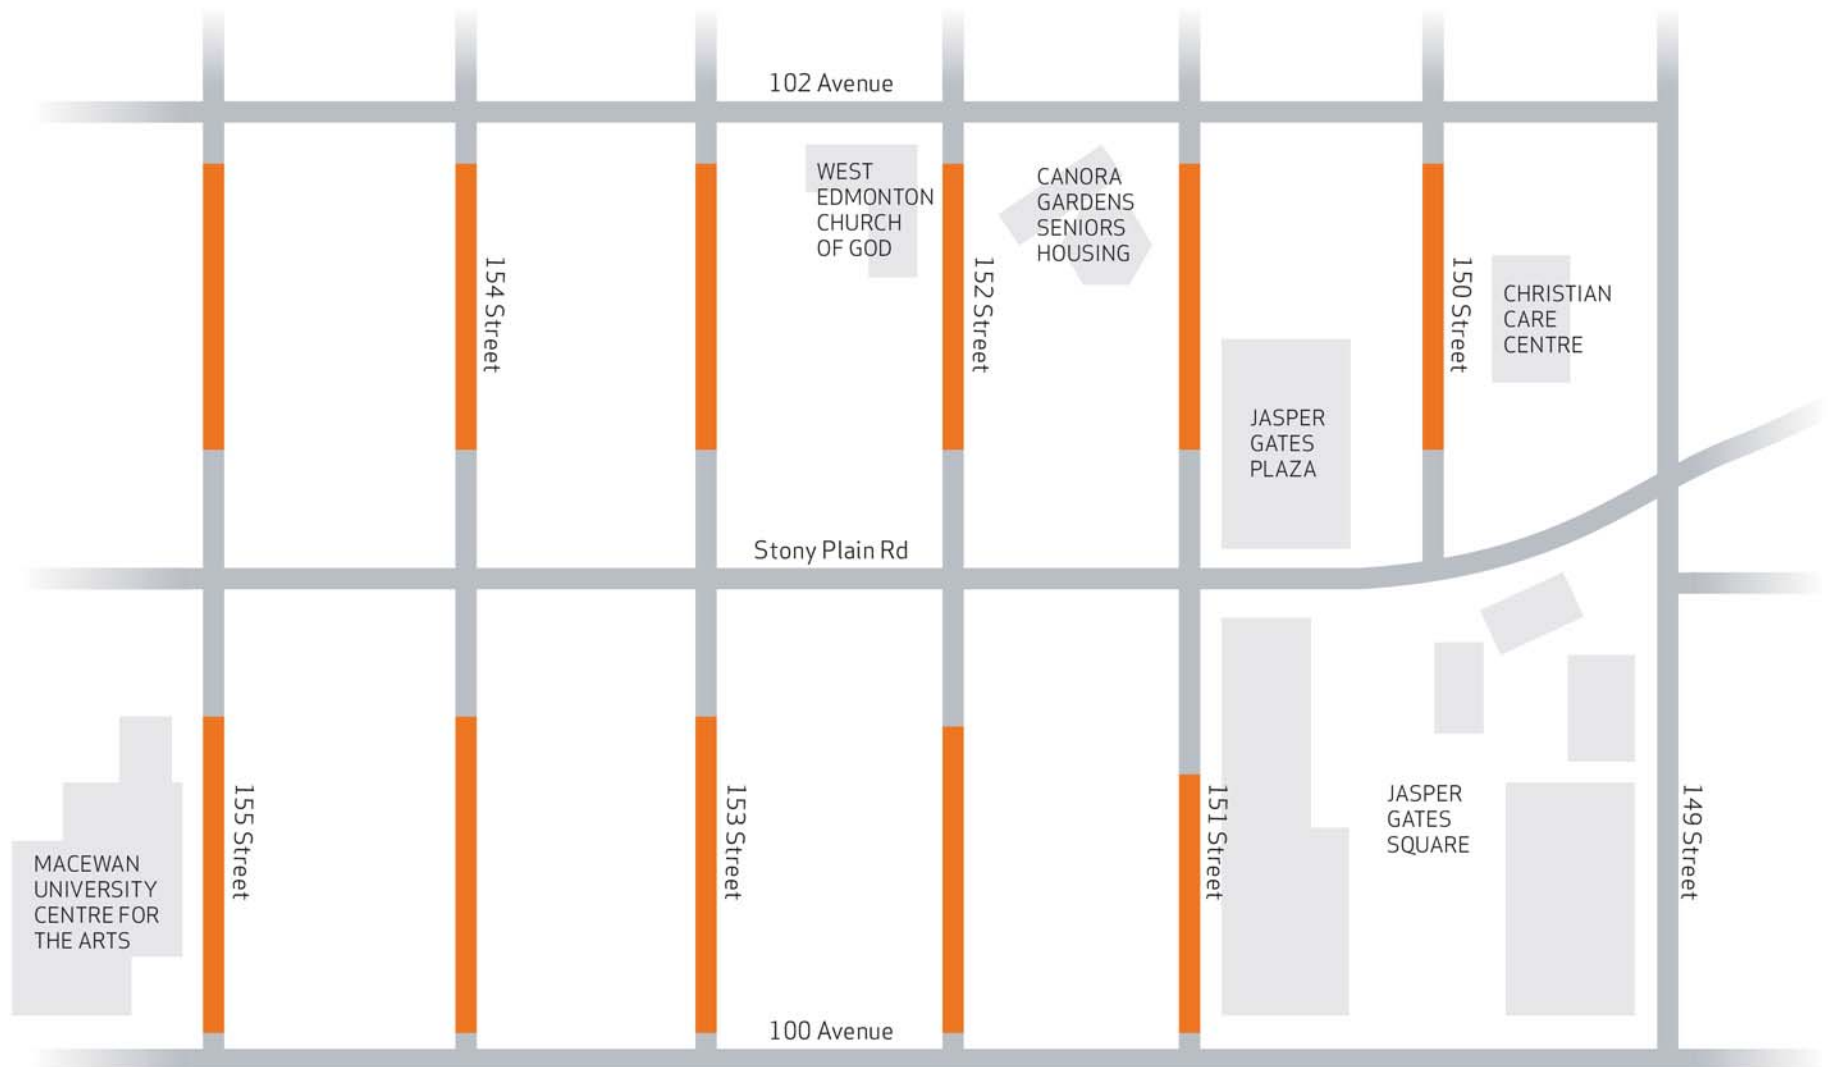 102 Avenue
WEST
EDMONTON
CHURCH
OF GOD
CANORA
GARDENS
SENIORS
HOUSING
154 Street
152 Street
150 Street
CHRISTIAN
CARE
CENTRE
JASPER
GATES
PLAZA
Stony Plain Rd
155 Street
153 Street
151 Street
JASPER
GATES
SQUARE
149 Street
MACEWAN
UNIVERSITY
CENTRE FOR
THE ARTS
100 Avenue